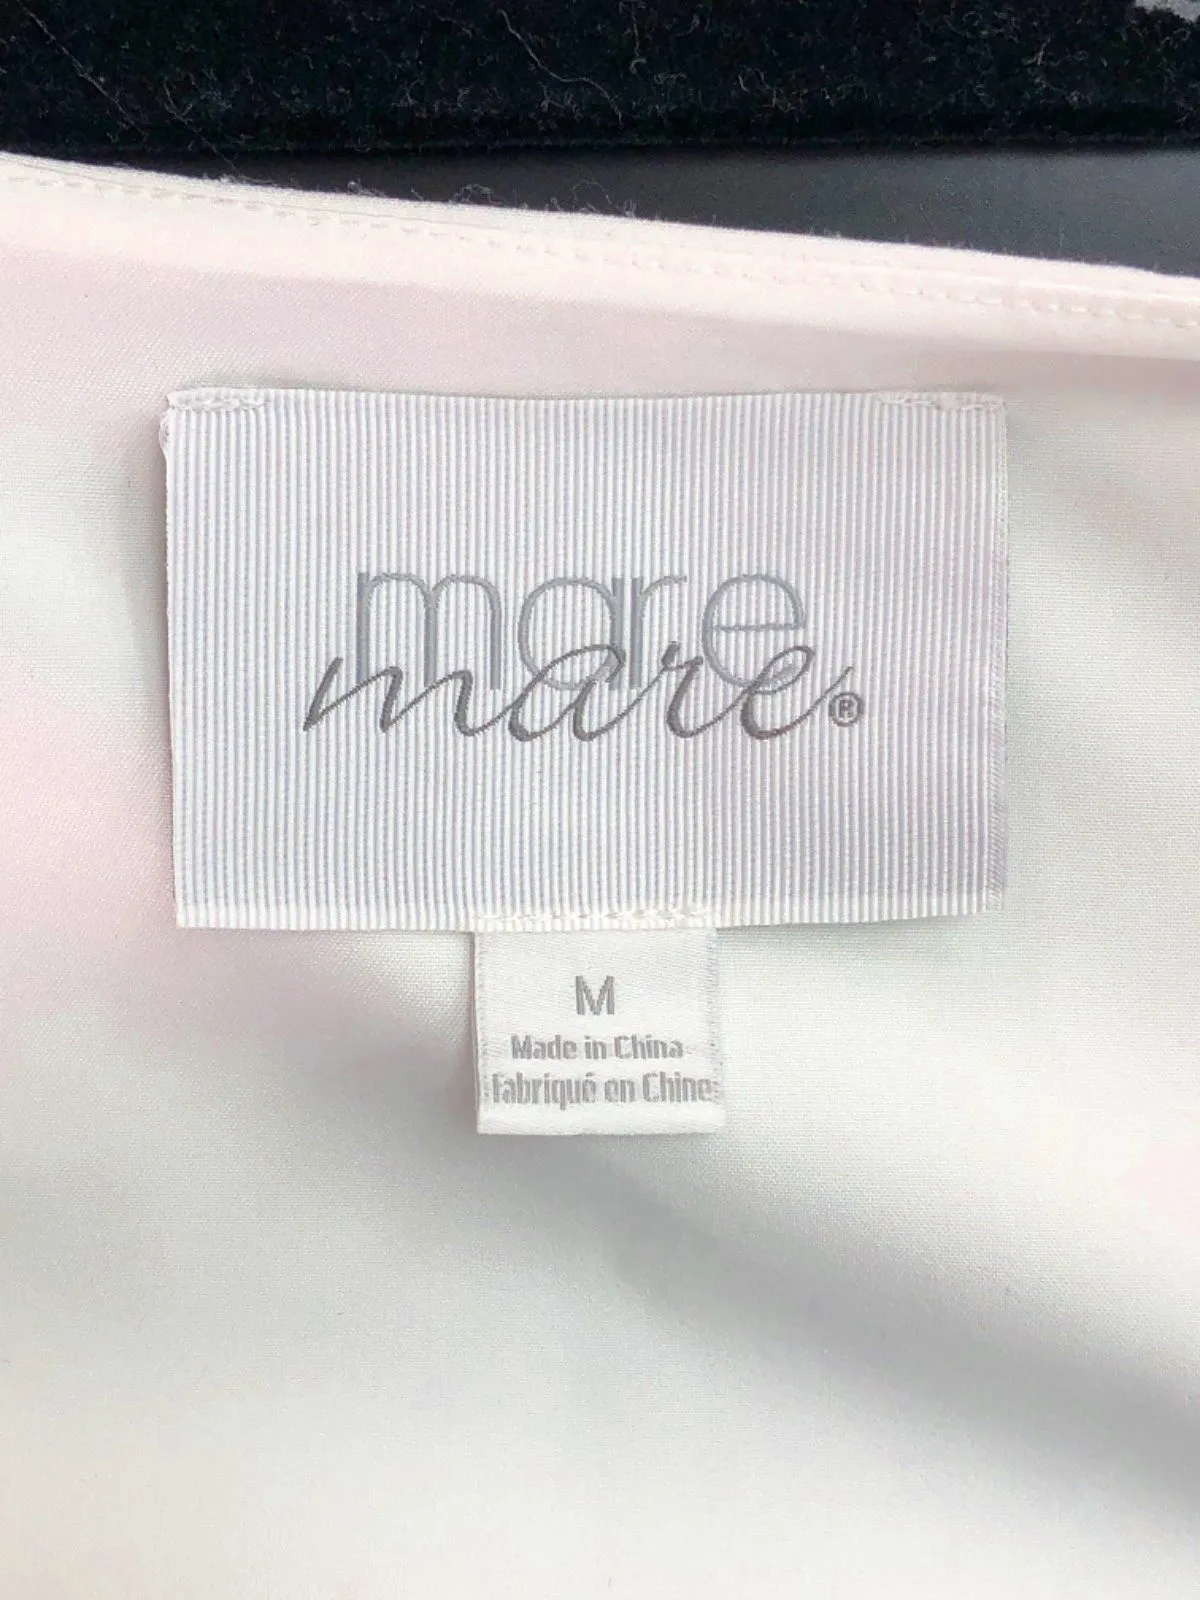 mare
mare®
M
Made in China
Fabriqué en Chine